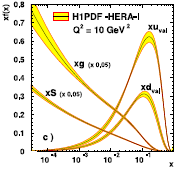 xf(x)
H1PDF-HERA-I
Q² = 10 GeV²
0.8
0.7
0.6
0.5
0.4
0.3
0.2
0.1
0
xu_val
xg (x 0,05)
xd_val
xS (x 0,05)
c )
10⁻⁴ 10⁻³ 10⁻² 10⁻¹ 1
x